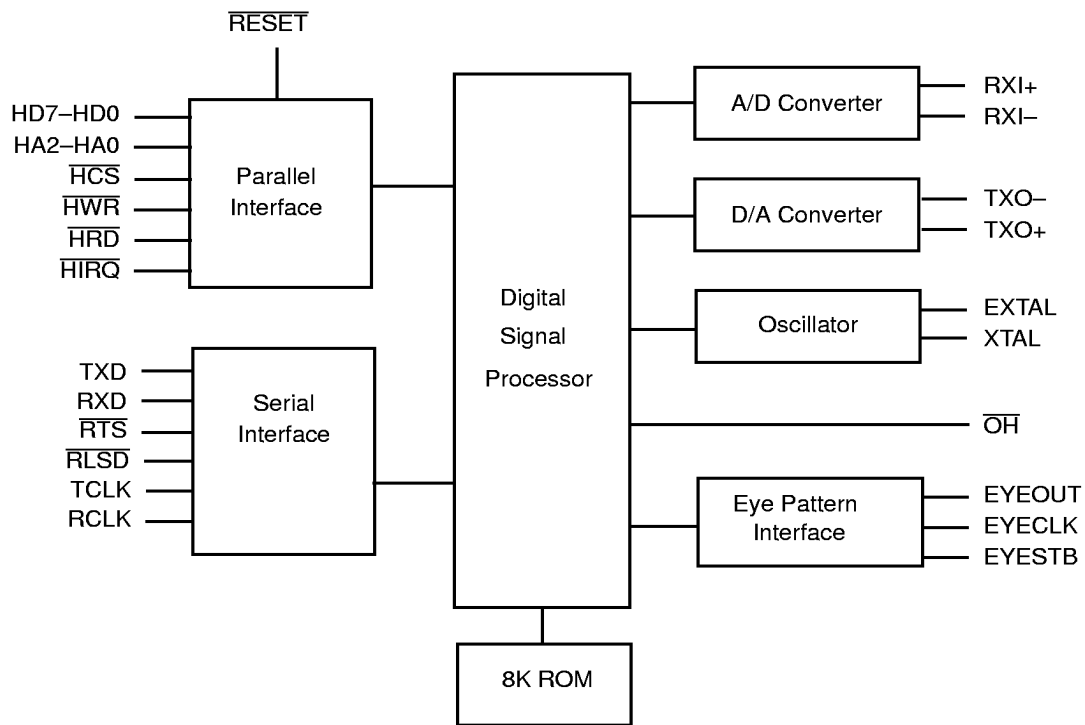 RESET
HD7–HD0
HA2–HA0
HCS
HWR
HRD
HIRQ
Parallel
Interface
TXD
RXD
RTS
RLSD
TCLK
RCLK
Serial
Interface
Digital
Signal
Processor
8K ROM
A/D Converter
RXI+
RXI–
D/A Converter
TXO–
TXO+
Oscillator
EXTAL
XTAL
OH
Eye Pattern
Interface
EYEOUT
EYECLK
EYESTB